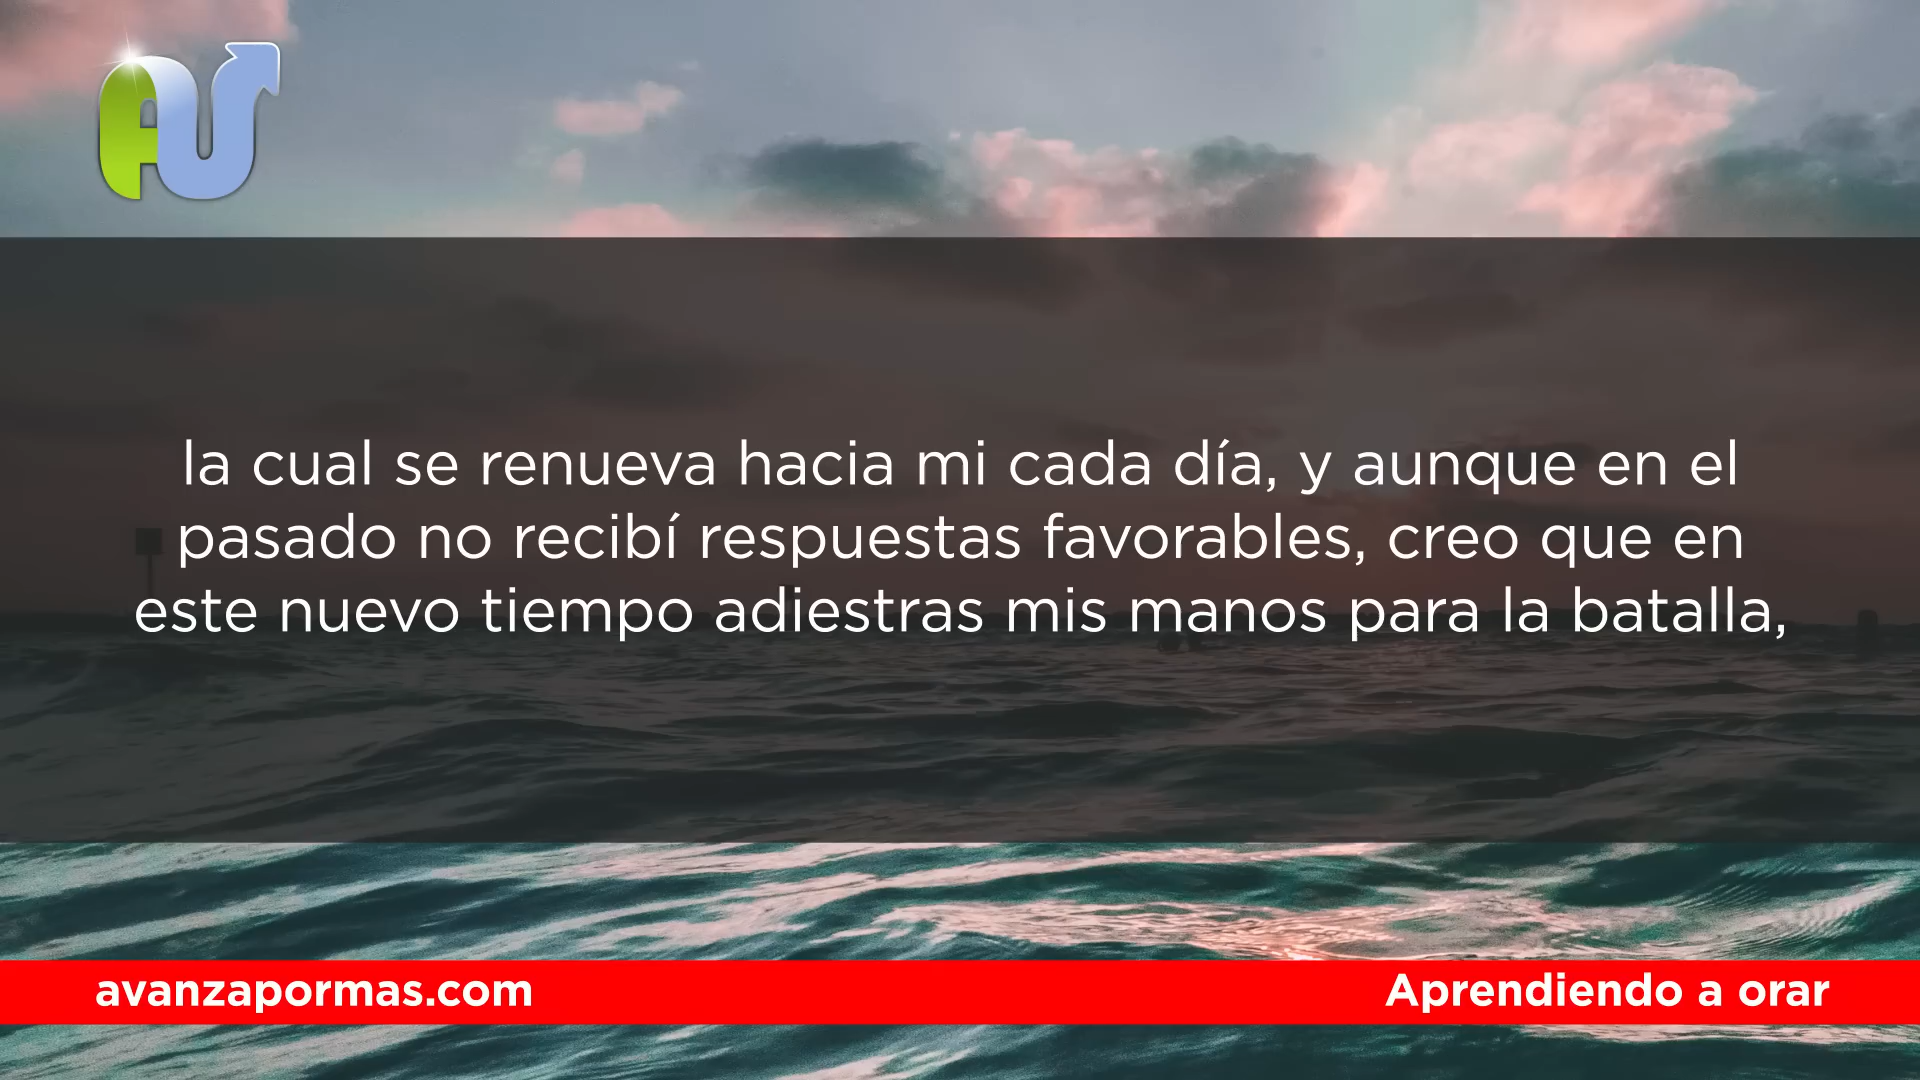 la cual se renueva hacia mi cada día, y aunque en el
pasado no recibí respuestas favorables, creo que en
este nuevo tiempo adiestras mis manos para la batalla,
avanzapormas.com
Aprendiendo a orar